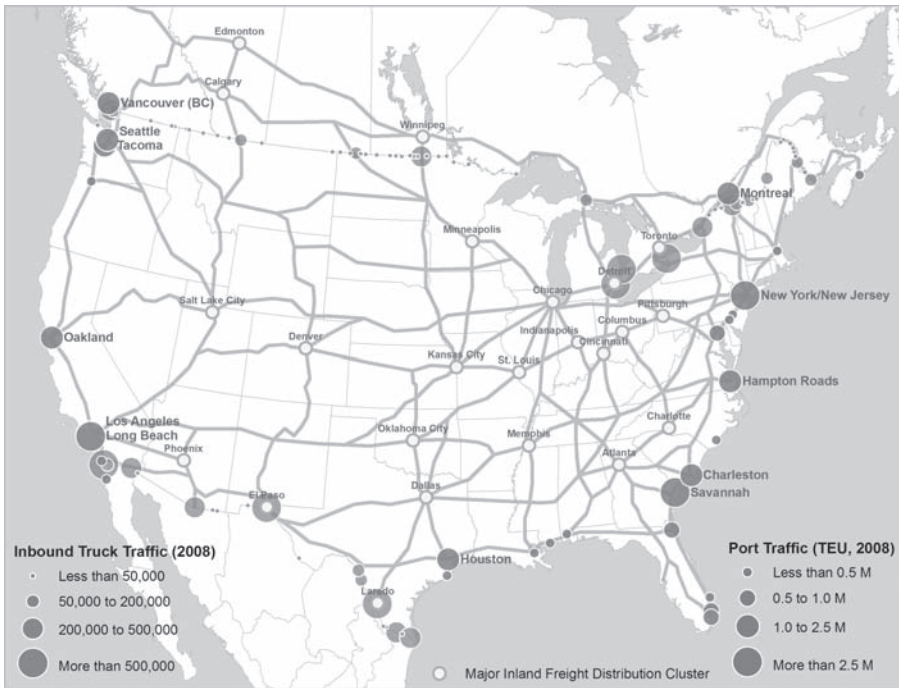 Edmonton
Calgary
Vancouver (BC)
Winnipeg
Seattle
Tacoma
Montreal
Minneapolis
Toronto
Detroit
Chicago
New York/New Jersey
Salt Lake City
Pittsburgh
Columbus
Indianapolis
Oakland
Denver
Cincinnati
Kansas City
St. Louis
Hampton Roads
Los Angeles
Long Beach
Charlotte
Oklahoma City
Memphis
Phoenix
Atlanta
Charleston
Dallas
Savannah
El Paso
Houston
Laredo
Inbound Truck Traffic (2008)
Less than 50,000
50,000 to 200,000
200,000 to 500,000
More than 500,000
Port Traffic (TEU, 2008)
Less than 0.5 M
0.5 to 1.0 M
1.0 to 2.5 M
More than 2.5 M
Major Inland Freight Distribution Cluster